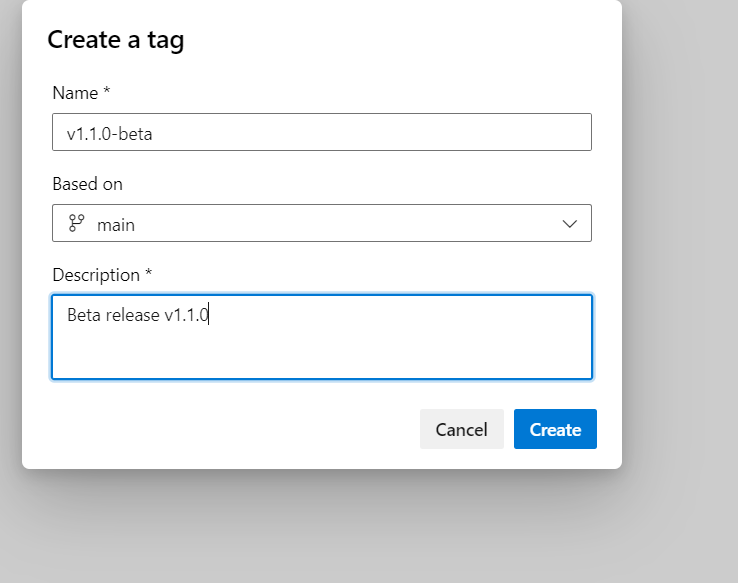 Create a tag
Name *
v1.1.0-beta
Based on
main
Description *
Beta release v1.1.0
Cancel
Create